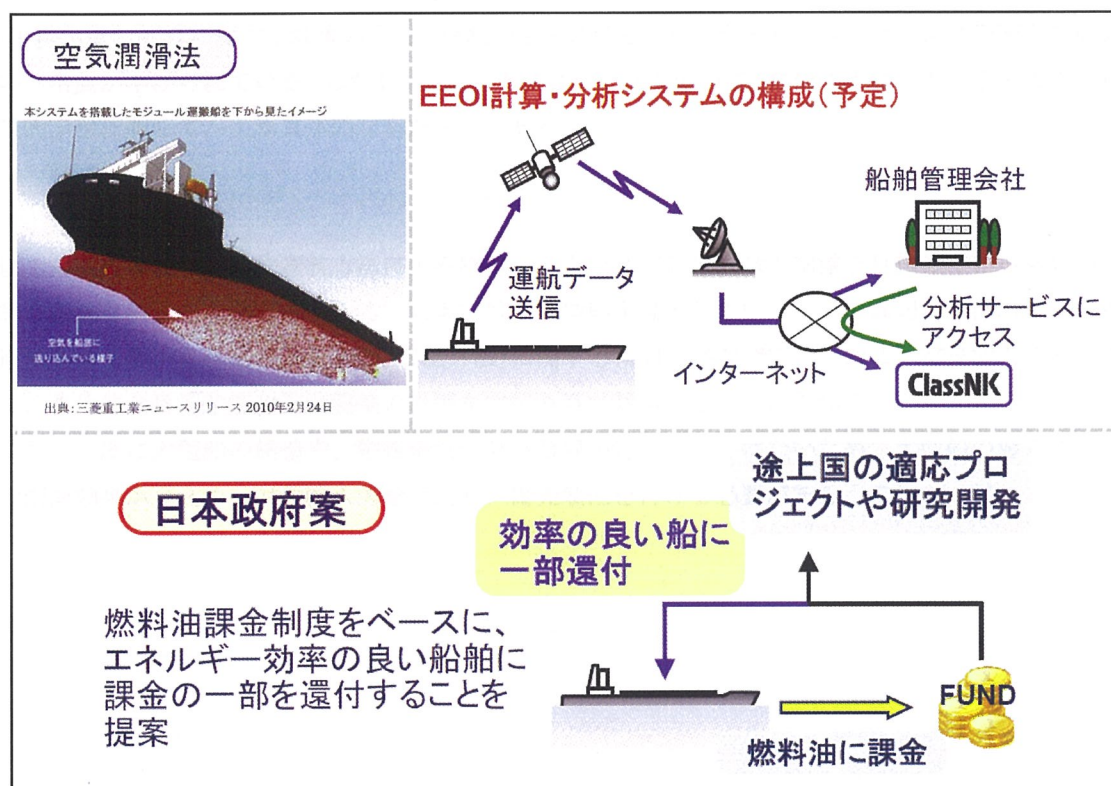 空気潤滑法
本システムを搭載したモジュール運搬船を下から見たイメージ
空気を船底に
送り込んでいる様子
出典:三菱重工業ニュースリリース 2010年2月24日
EEOI計算・分析システムの構成(予定)
運航データ
送信
船舶管理会社
分析サービスに
アクセス
インターネット
ClassNK
日本政府案
燃料油課金制度をベースに、
エネルギー効率の良い船舶に
課金の一部を還付することを
提案
途上国の適応プロ
ジェクトや研究開発
効率の良い船に
一部還付
FUND
燃料油に課金